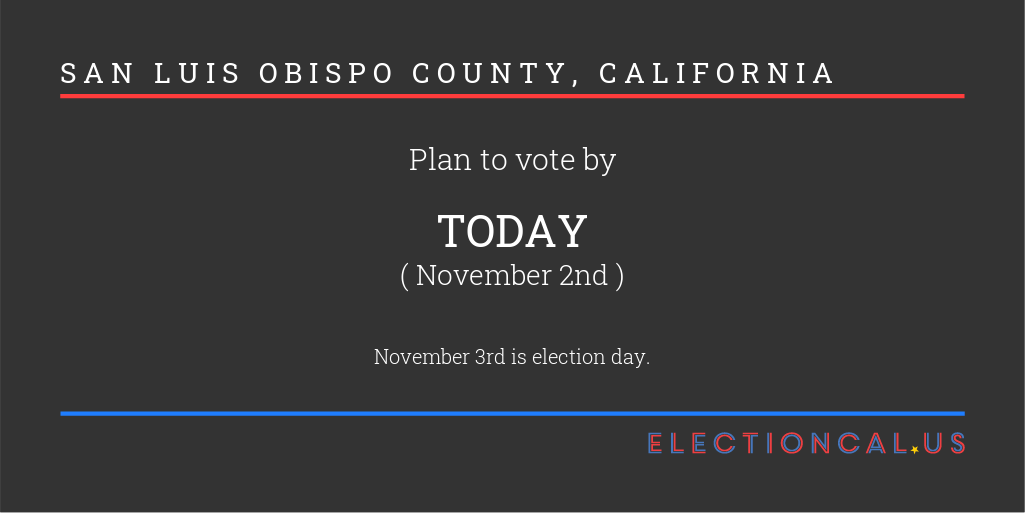 SAN LUIS OBISPO COUNTY, CALIFORNIA
Plan to vote by
TODAY
( November 2nd )
November 3rd is election day.
ELECTIONCAL.US